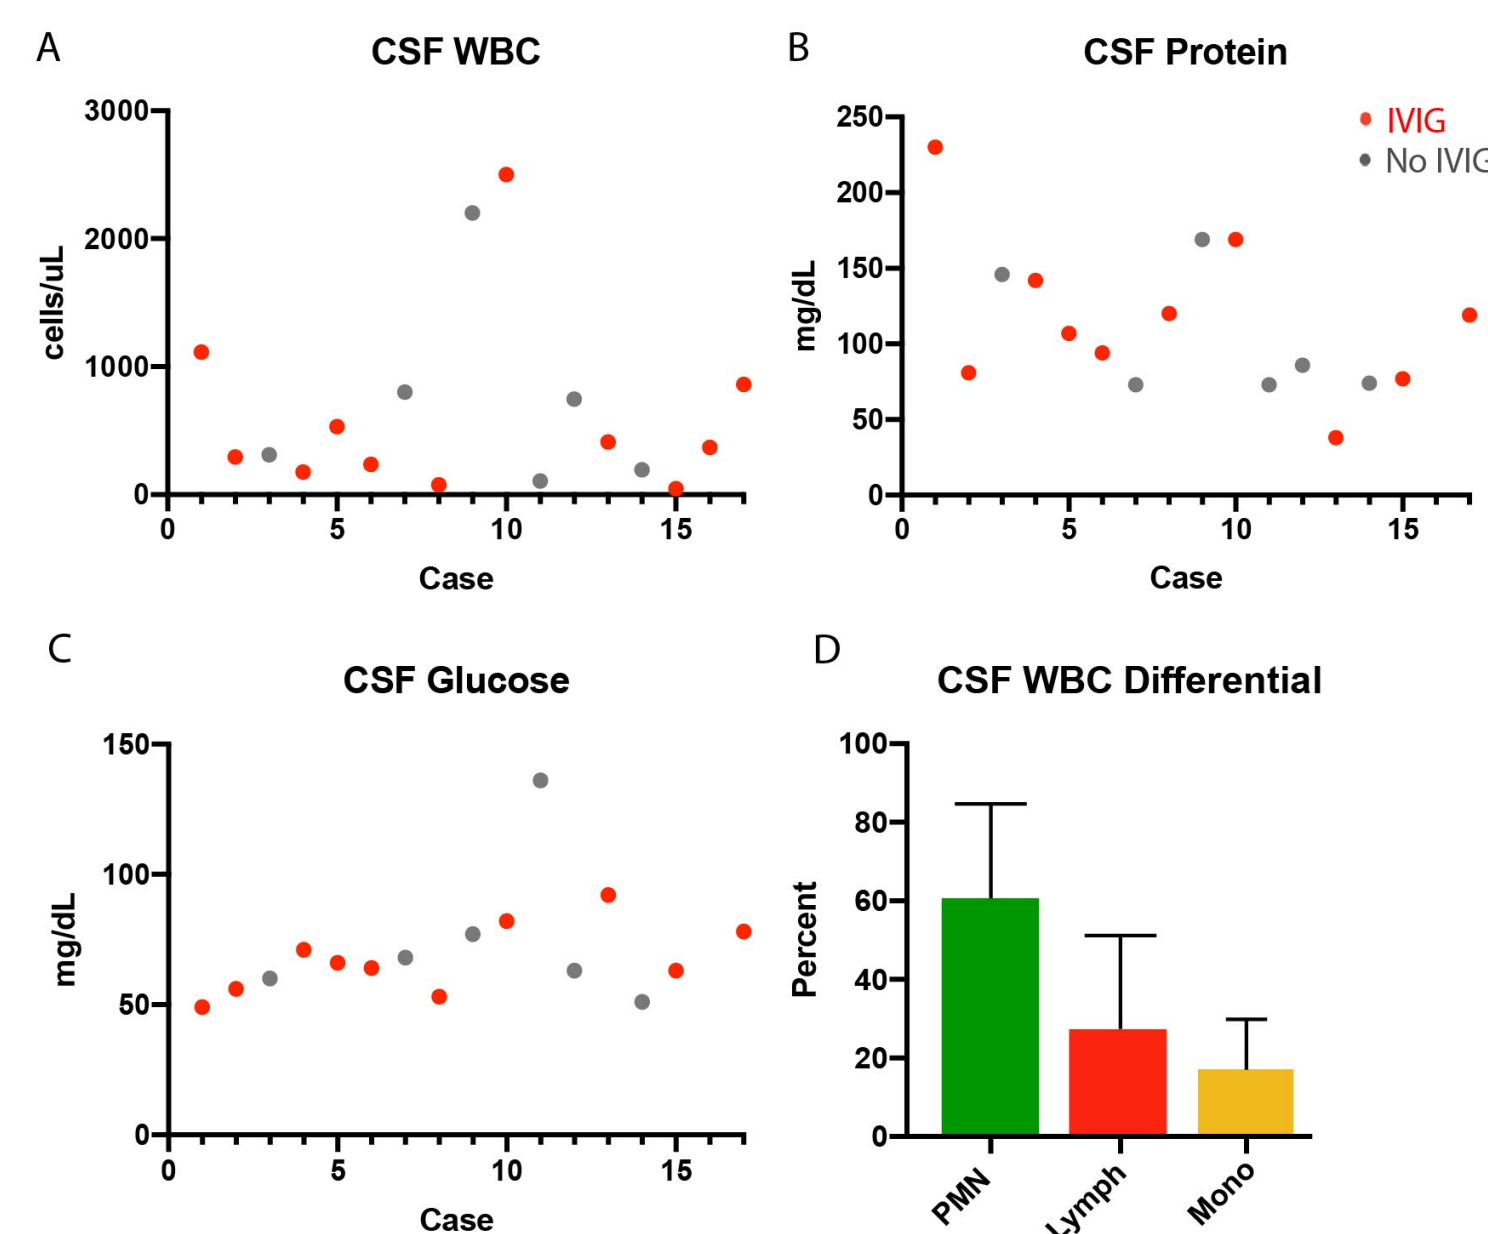 A
CSF WBC
3000
2000
1000
0
cells/uL
0 5 10 15
Case
B
CSF Protein
IVIG
No IVIG
250
200
150
100
50
0
mg/dL
0 5 10 15
Case
C
CSF Glucose
150
100
50
0
mg/dL
0 5 10 15
Case
D
CSF WBC Differential
100
80
60
40
20
0
Percent
PMN
Lymph
Mono